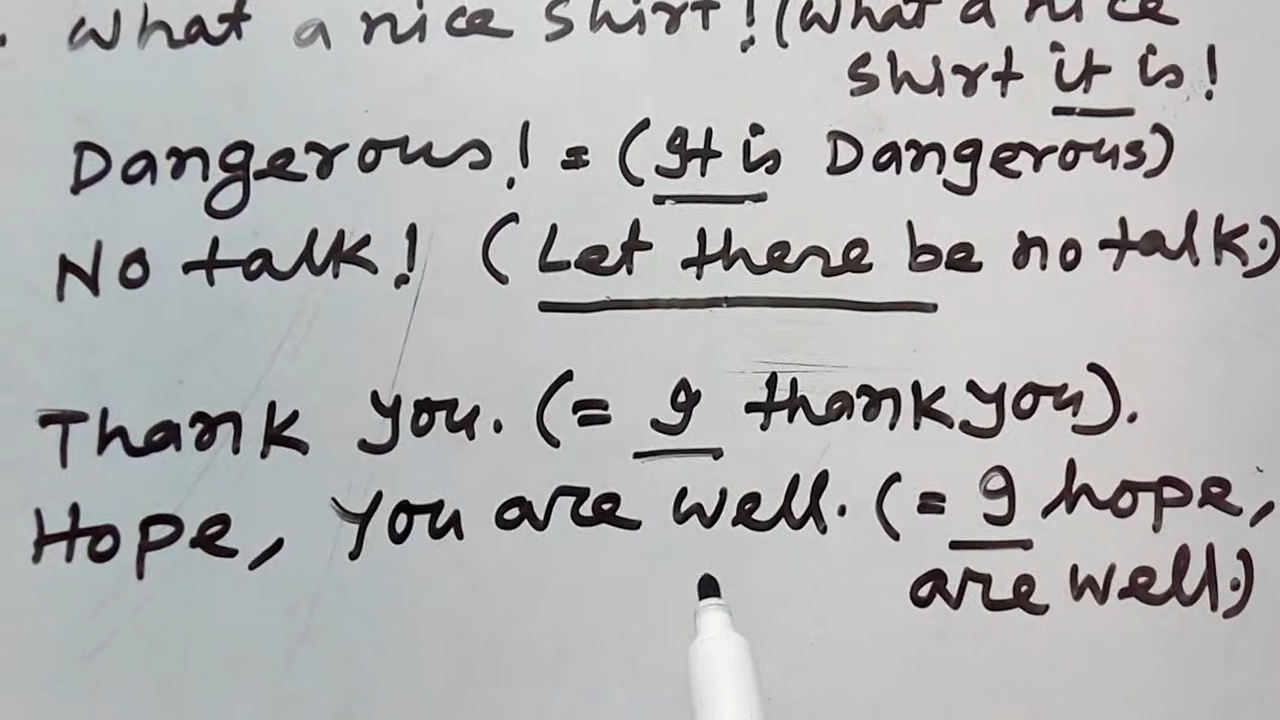 . What a nice shirt! (What a nice
shirt it is!
Dangerous! = (It is Dangerous)
No talk! (Let there be no talk.)
Thank you. (= I thank you).
Hope, you are well. (= I hope,
are well.)